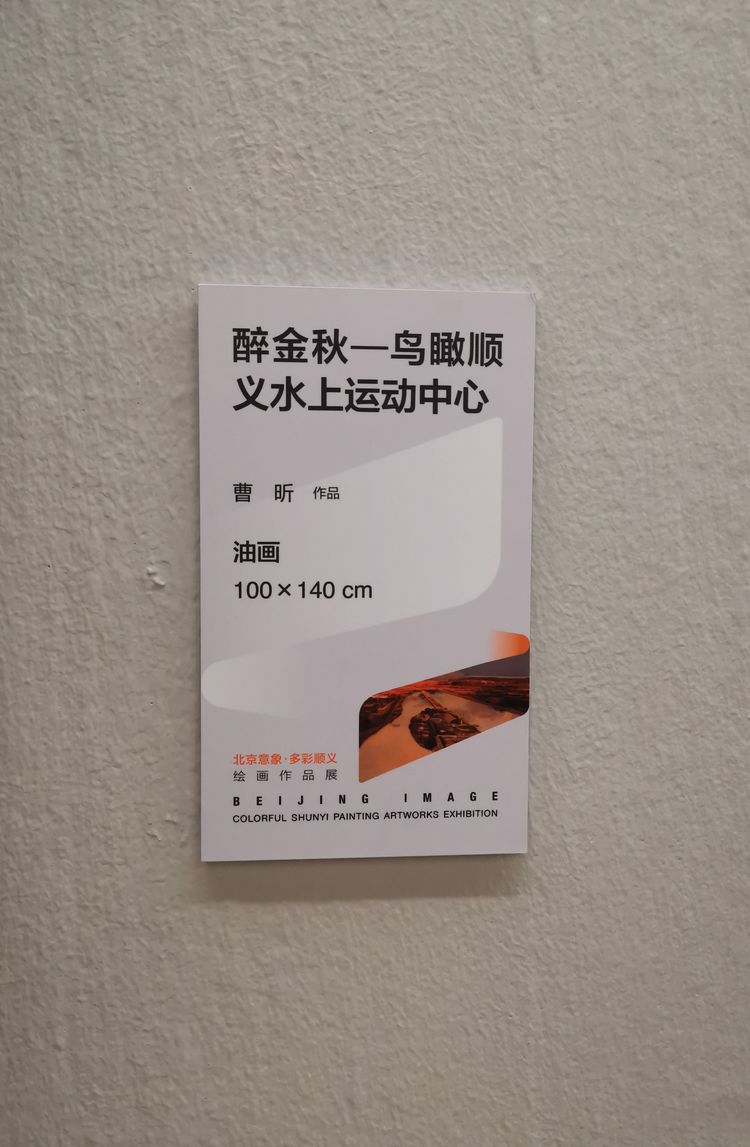 醉金秋—鸟瞰顺
义水上运动中心
曹 昕 作品
油画
100×140 cm
北京意象·多彩顺义
绘画作品展
BEIJING IMAGE
COLORFUL SHUNYI PAINTING ARTWORKS EXHIBITION